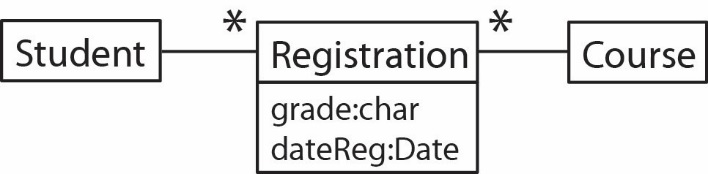 Student
*
Registration
*
Course
grade:char
dateReg:Date